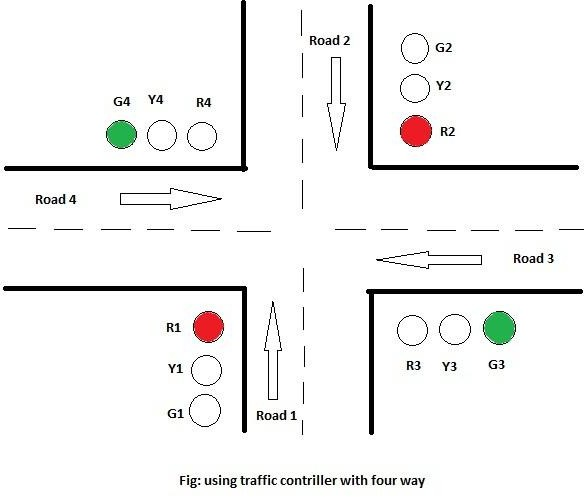 Road 2
G2
Y2
G4 Y4 R4
R2
Road 4
Road 3
R1
Y1
R3 Y3 G3
G1
Road 1
Fig: using traffic contriller with four way